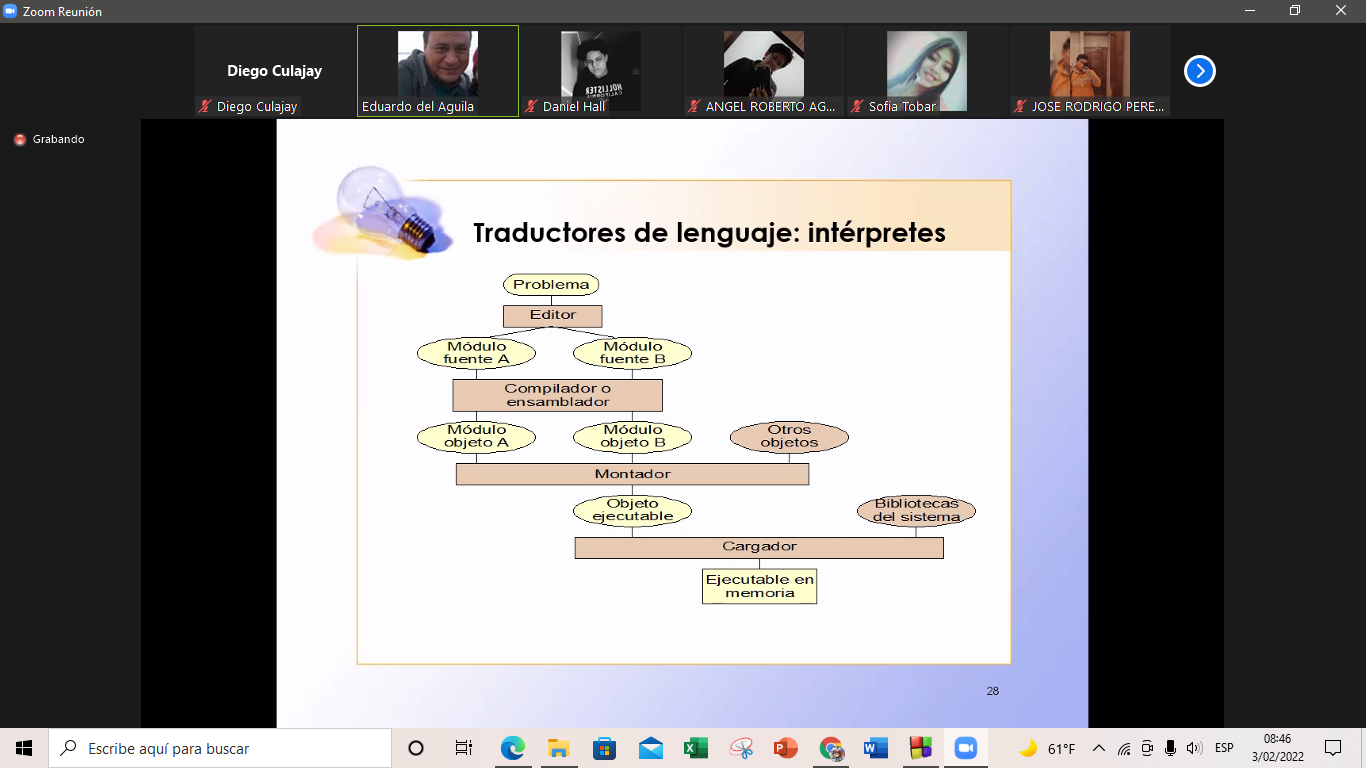 Zoom Reunión
Diego Culajay
Diego Culajay
Eduardo del Aguila
Daniel Hall
HOLLISTER
CALIFORNIA
ANGEL ROBERTO AG...
Sofia Tobar
JOSE RODRIGO PERE...
Grabando
Traductores de lenguaje: intérpretes
Problema
Editor
Módulo
fuente A
Módulo
fuente B
Compilador o
ensamblador
Módulo
objeto A
Módulo
objeto B
Otros
objetos
Montador
Objeto
ejecutable
Bibliotecas
del sistema
Cargador
Ejecutable en
memoria
28
Escribe aquí para buscar
61°F
ESP
08:46
3/02/2022